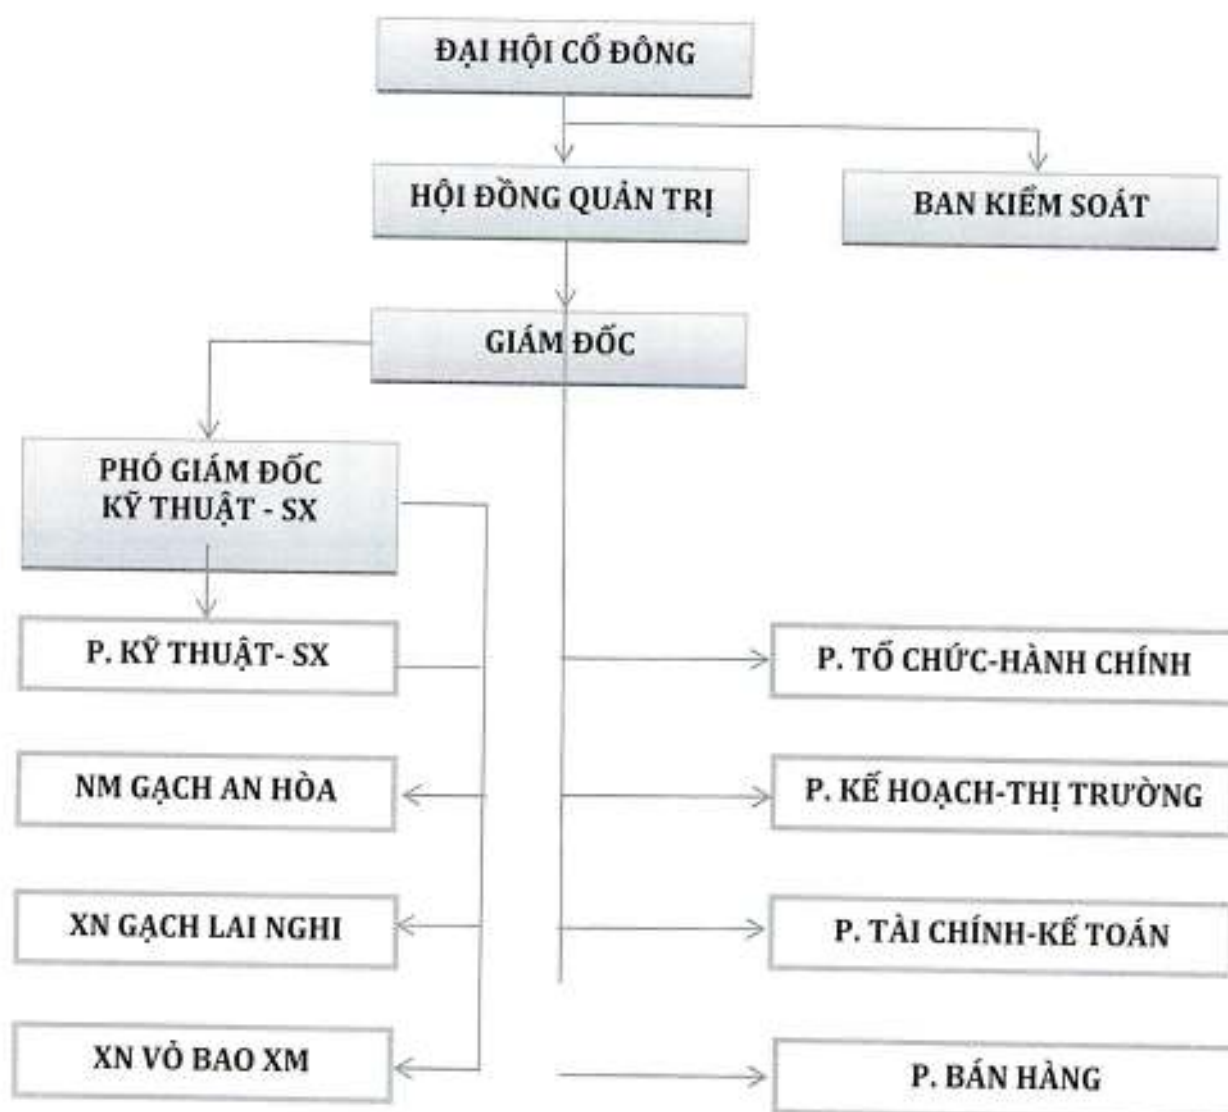 ĐẠI HỘI CỔ ĐÔNG
HỘI ĐỒNG QUẢN TRỊ
BAN KIỂM SOÁT
GIÁM ĐỐC
PHÓ GIÁM ĐỐC
KỸ THUẬT - SX
P. KỸ THUẬT- SX
P. TỔ CHỨC-HÀNH CHÍNH
NM GẠCH AN HÒA
P. KẾ HOẠCH-THỊ TRƯỜNG
XN GẠCH LAI NGHI
P. TÀI CHÍNH-KẾ TOÁN
XN VỎ BAO XM
P. BÁN HÀNG